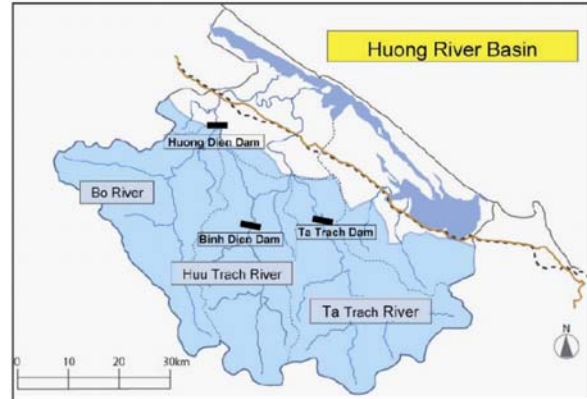 Huong River Basin
Huong Dien Dam
Bo River
Binh Dien Dam
Ta Trach Dam
Huu Trach River
Ta Trach River
0 10 20 30km
N